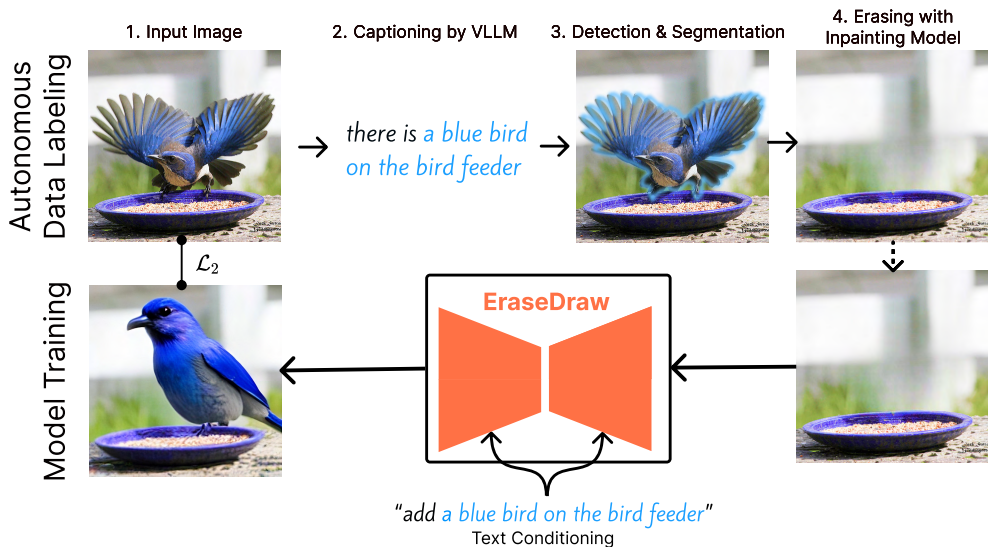 1. Input Image
2. Captioning by VLLM
3. Detection & Segmentation
4. Erasing with
Inpainting Model
Autonomous
Data Labeling
there is a blue bird
on the bird feeder
ℒ₂
Model Training
EraseDraw
“add a blue bird on the bird feeder”
Text Conditioning